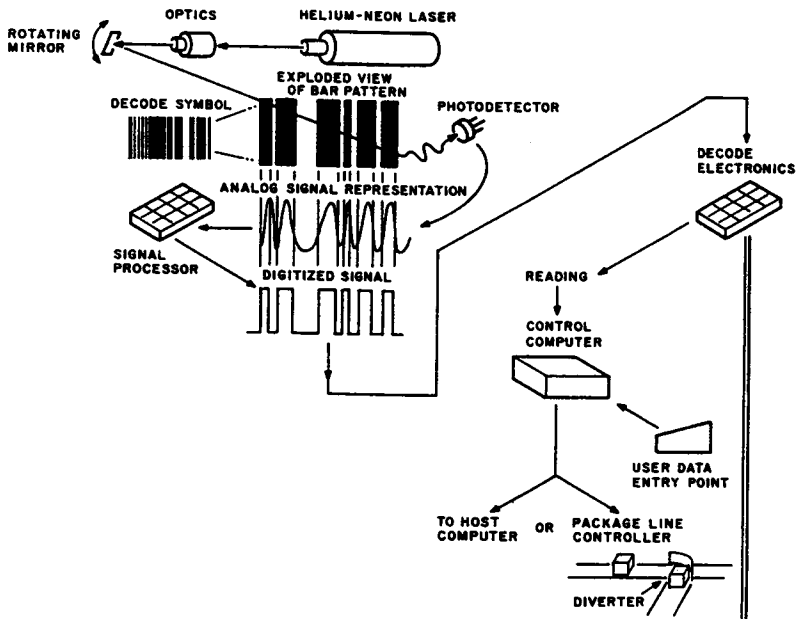 OPTICS
HELIUM-NEON LASER
ROTATING
MIRROR
EXPLODED VIEW
OF BAR PATTERN
DECODE SYMBOL
PHOTODETECTOR
DECODE
ELECTRONICS
ANALOG SIGNAL REPRESENTATION
SIGNAL
PROCESSOR
DIGITIZED SIGNAL
READING
CONTROL
COMPUTER
USER DATA
ENTRY POINT
TO HOST
COMPUTER
OR
PACKAGE LINE
CONTROLLER
DIVERTER